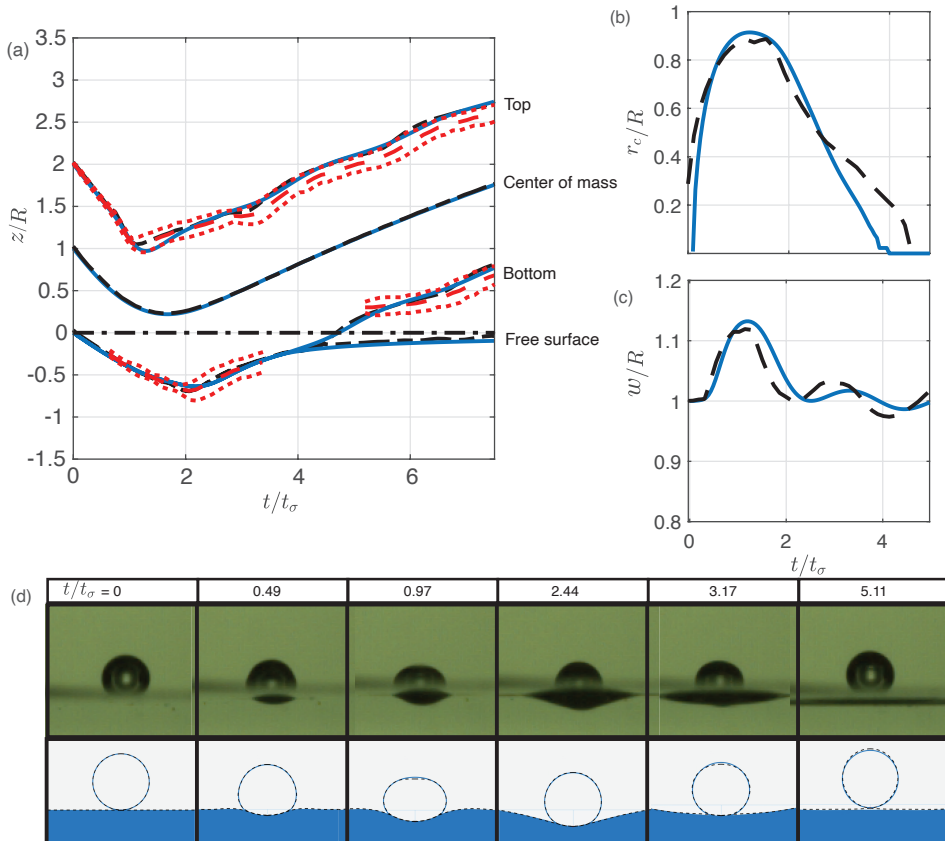 (a)
3.5
3
2.5
2
1.5
1
0.5
0
-0.5
-1
-1.5
z/R
0
2
4
6
t/t_σ
Top
Center of mass
Bottom
Free surface
(b)
1
0.8
0.6
0.4
0.2
r_c/R
(c)
1.2
1.1
1
0.9
0.8
w/R
0
2
4
t/t_σ
(d)
t/t_σ = 0
0.49
0.97
2.44
3.17
5.11